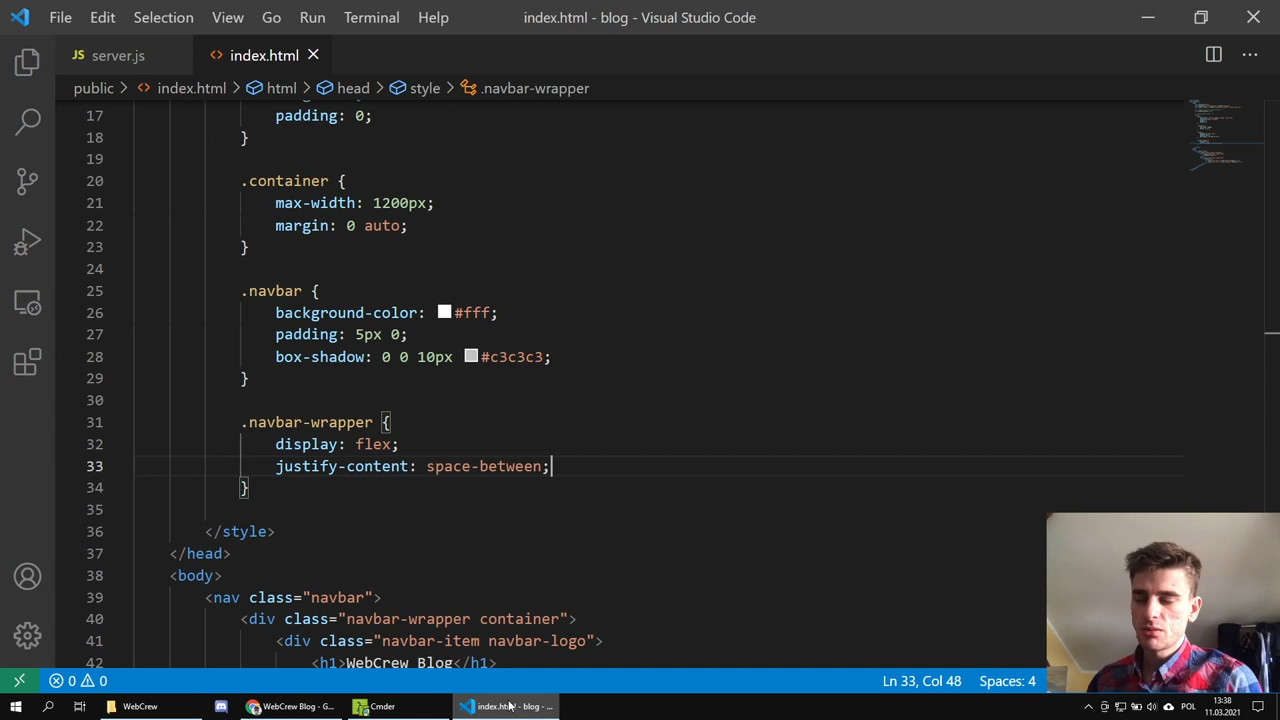 File Edit Selection View Go Run Terminal Help index.html - blog - Visual Studio Code
JS server.js <> index.html
public > <> index.html > html > head > style > .navbar-wrapper
17 padding: 0;
18 }
19
20 .container {
21 max-width: 1200px;
22 margin: 0 auto;
23 }
24
25 .navbar {
26 background-color: #fff;
27 padding: 5px 0;
28 box-shadow: 0 0 10px #c3c3c3;
29 }
30
31 .navbar-wrapper {
32 display: flex;
33 justify-content: space-between;
34 }
35
36 </style>
37 </head>
38 <body>
39 <nav class="navbar">
40 <div class="navbar-wrapper container">
41 <div class="navbar-item navbar-logo">
42 <h1>WebCrew Blog</h1>
0 0 Ln 33, Col 48 Spaces: 4
WebCrew WebCrew Blog - G... Cmder index.html - blog - ... POL 13:38
11.03.2021